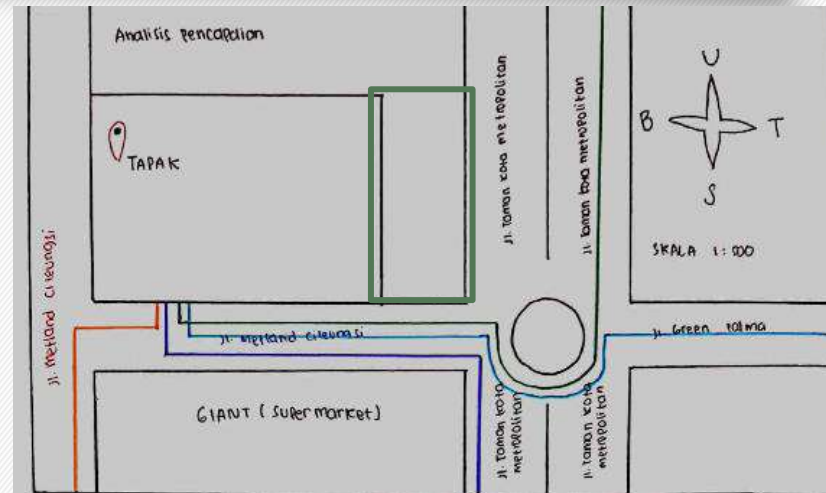 Analisis pencapaian
TAPAK
Jl. Metland Cileungsi
Jl. Taman kota metropolitan
Jl. Taman kota metropolitan
U
B
T
S
SKALA 1:500
Jl. Metland Cileungsi
Jl. Green Palma
GIANT (Supermarket)
Jl. Taman kota
metropolitan
Jl. Taman kota
metropolitan